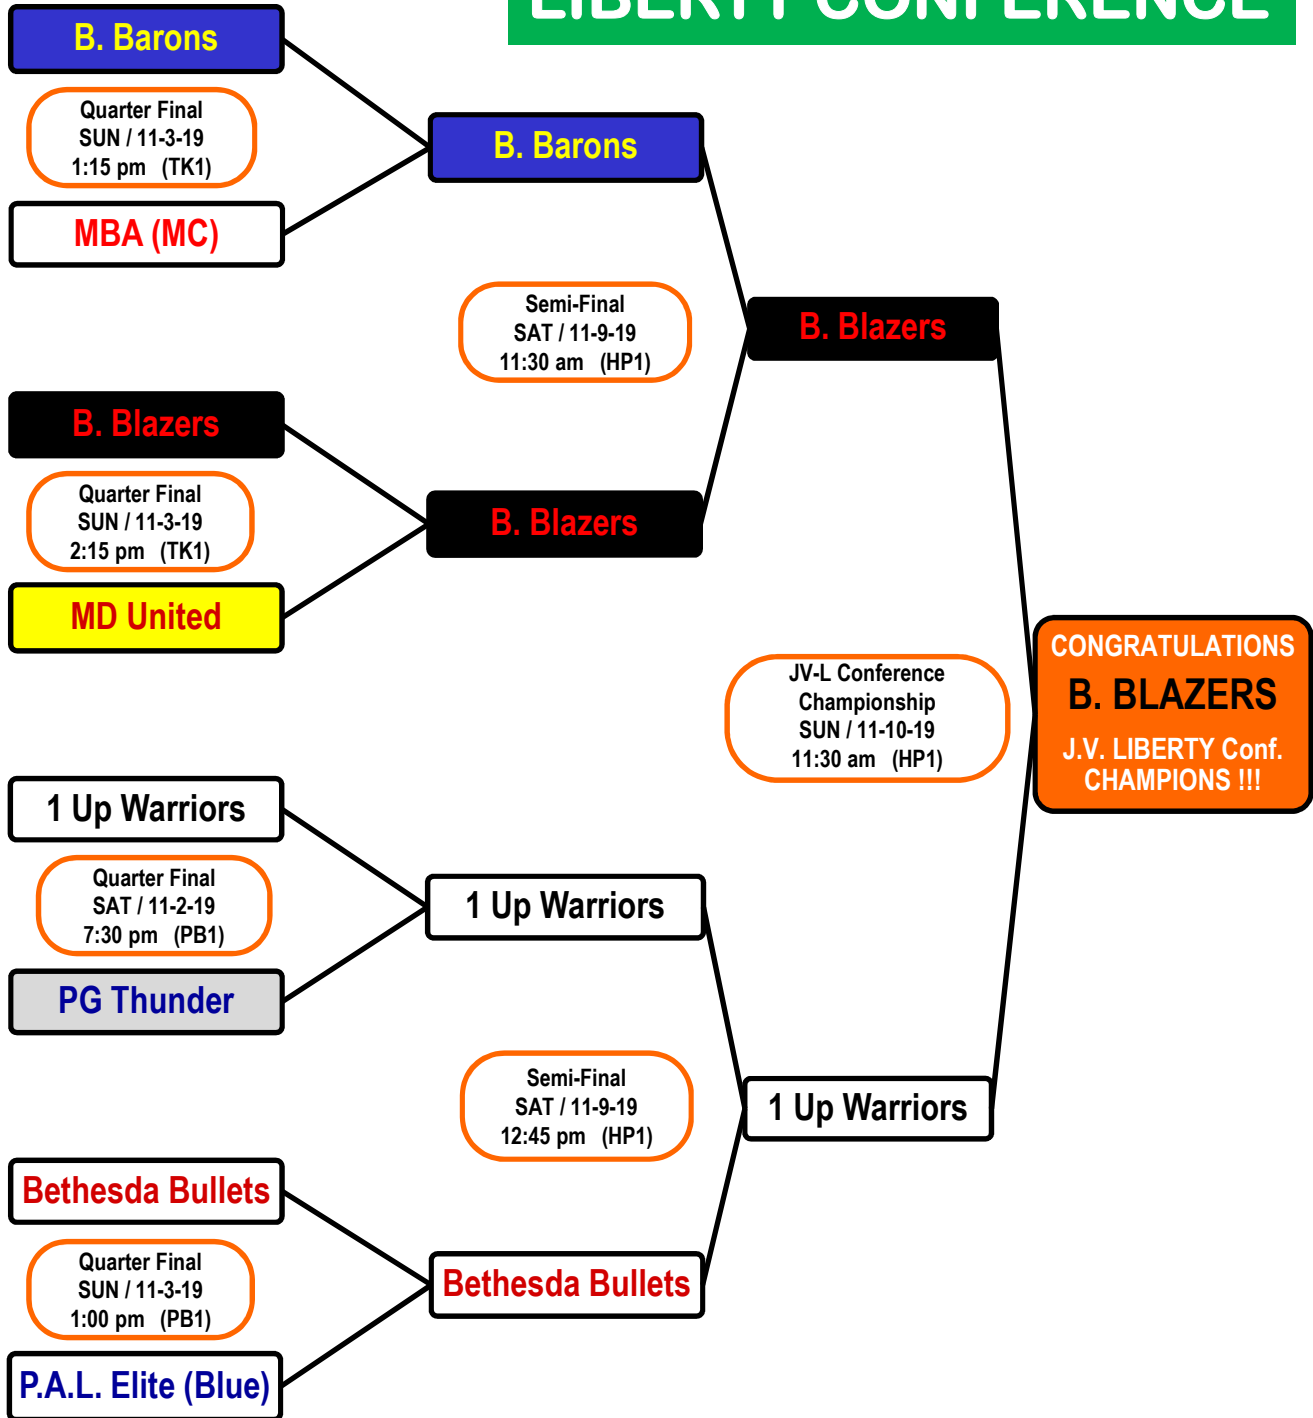 LIBERTY CONFERENCE
B. Barons
Quarter Final
SUN / 11-3-19
1:15 pm (TK1)
MBA (MC)
B. Barons
Semi-Final
SAT / 11-9-19
11:30 am (HP1)
B. Blazers
B. Blazers
Quarter Final
SUN / 11-3-19
2:15 pm (TK1)
MD United
B. Blazers
JV-L Conference
Championship
SUN / 11-10-19
11:30 am (HP1)
CONGRATULATIONS
B. BLAZERS
J.V. LIBERTY Conf.
CHAMPIONS !!!
1 Up Warriors
Quarter Final
SAT / 11-2-19
7:30 pm (PB1)
PG Thunder
1 Up Warriors
Semi-Final
SAT / 11-9-19
12:45 pm (HP1)
1 Up Warriors
Bethesda Bullets
Quarter Final
SUN / 11-3-19
1:00 pm (PB1)
P.A.L. Elite (Blue)
Bethesda Bullets